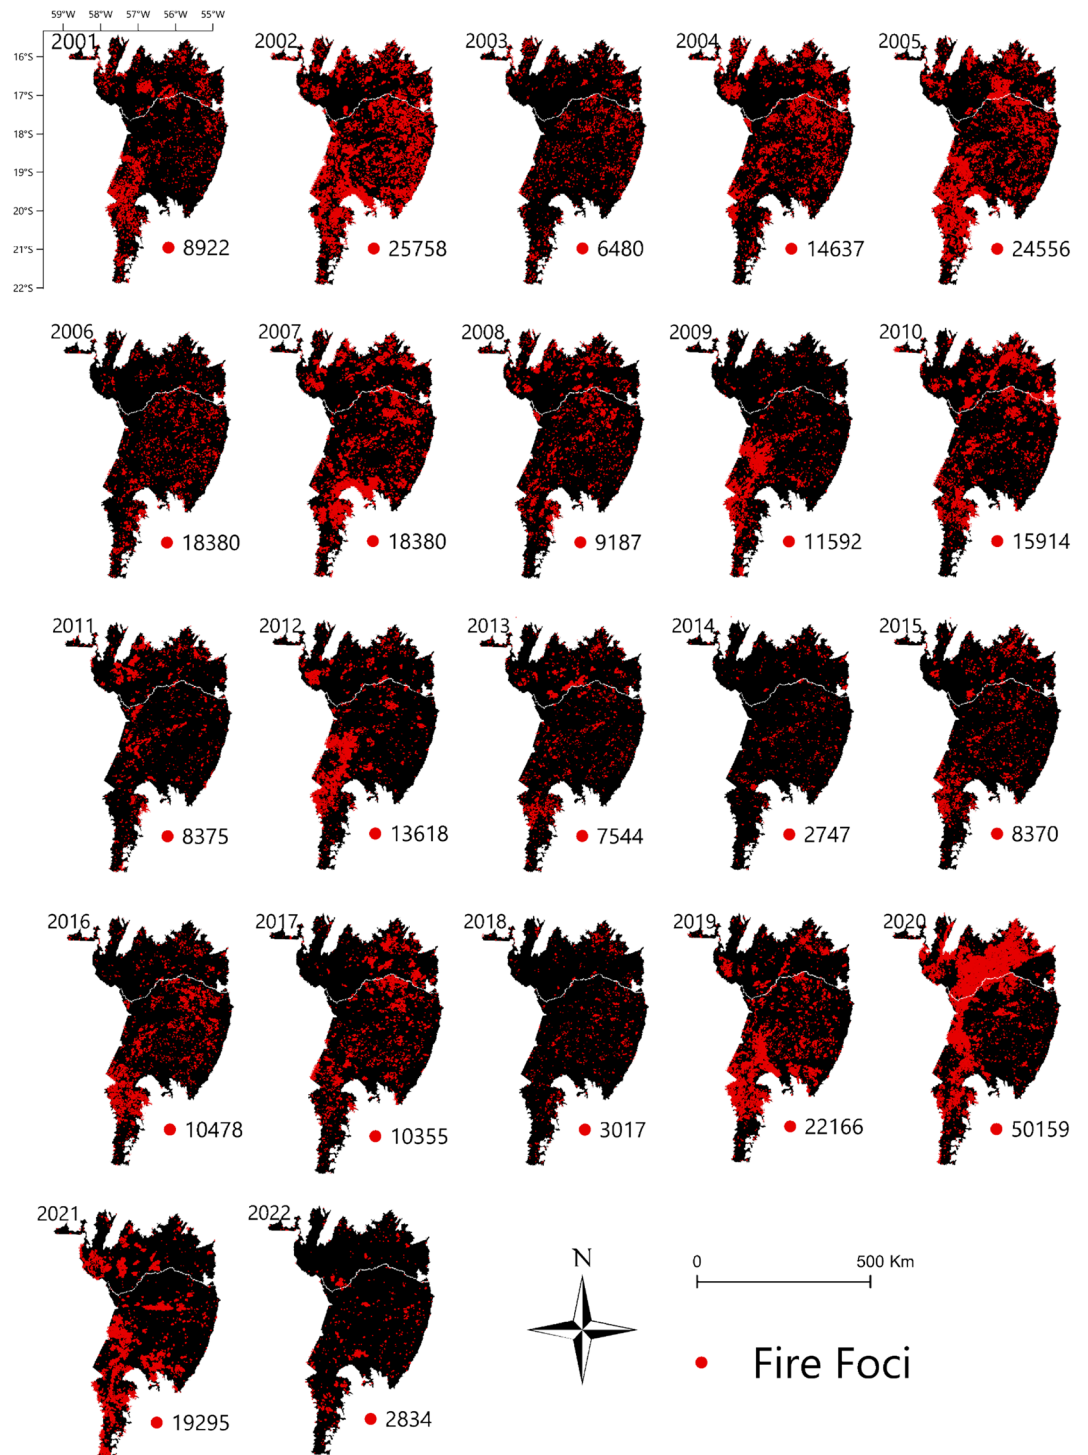 59°W 58°W 57°W 56°W 55°W
2001 2002 2003 2004 2005
16°S
17°S
18°S
19°S
20°S
21°S
22°S
8922 25758 6480 14637 24556
2006 2007 2008 2009 2010
18380 18380 9187 11592 15914
2011 2012 2013 2014 2015
8375 13618 7544 2747 8370
2016 2017 2018 2019 2020
10478 10355 3017 22166 50159
2021 2022
N
0 500 Km
Fire Foci
19295 2834